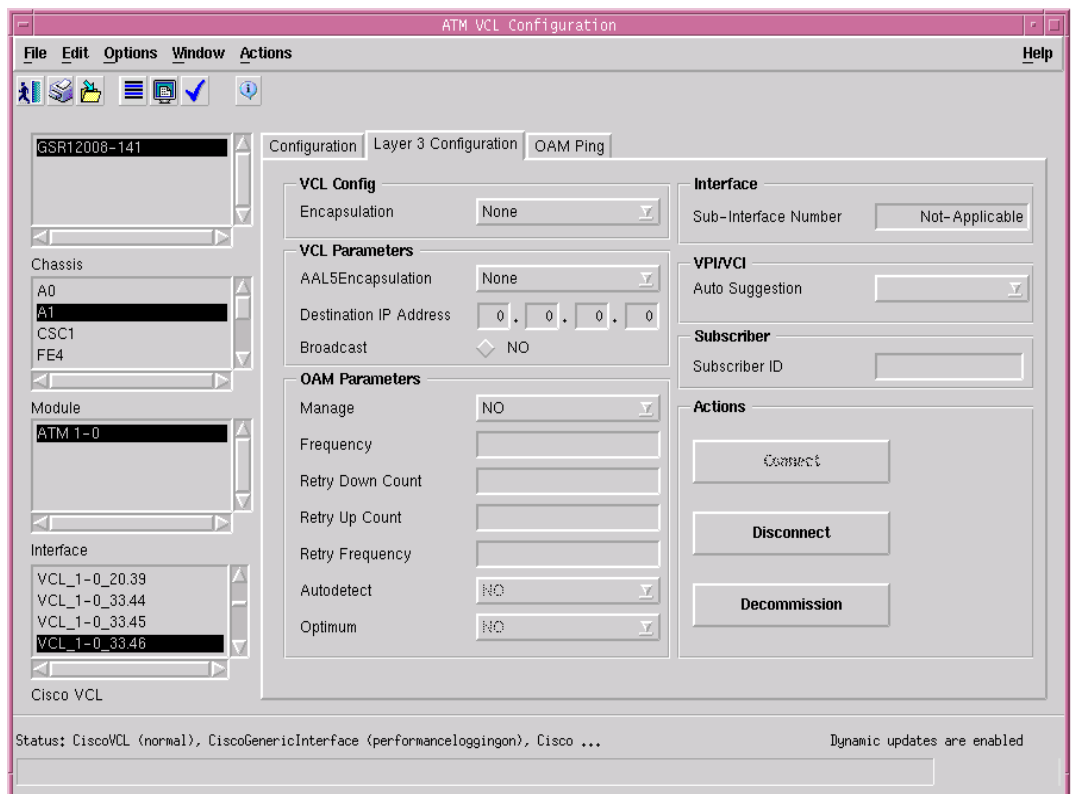 ATM VCL Configuration
File Edit Options Window Actions Help
GSR12008-141
Chassis
A0
A1
CSC1
FE4
Module
ATM 1-0
Interface
VCL_1-0_20.39
VCL_1-0_33.44
VCL_1-0_33.45
VCL_1-0_33.46
Cisco VCL
Configuration Layer 3 Configuration OAM Ping
VCL Config
Encapsulation None
VCL Parameters
AAL5Encapsulation None
Destination IP Address 0 . 0 . 0 . 0
Broadcast NO
OAM Parameters
Manage NO
Frequency
Retry Down Count
Retry Up Count
Retry Frequency
Autodetect NO
Optimum NO
Interface
Sub-Interface Number Not-Applicable
VPI/VCI
Auto Suggestion
Subscriber
Subscriber ID
Actions
Connect
Disconnect
Decommission
Status: CiscoVCL (normal), CiscoGenericInterface (performanceloggingon), Cisco ...
Dynamic updates are enabled